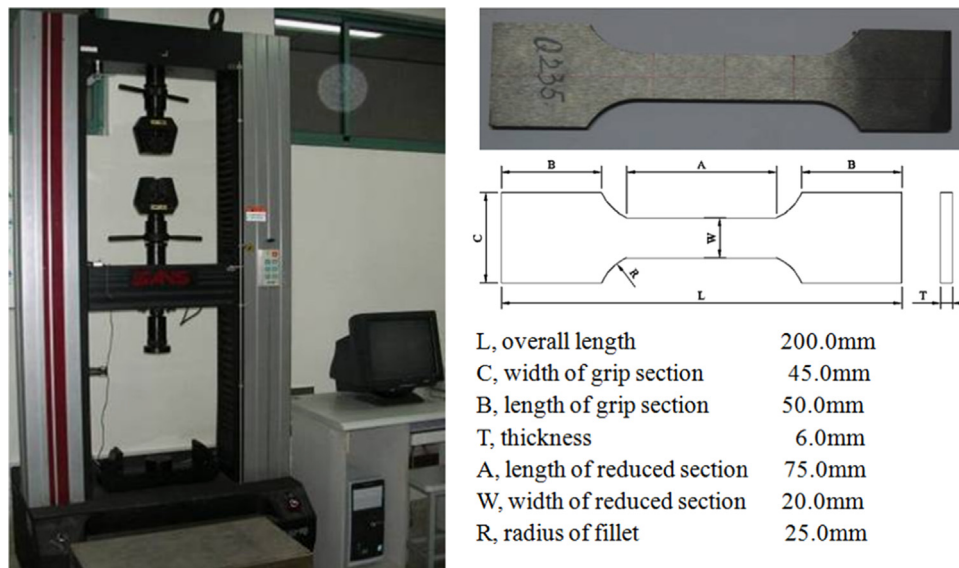 SANS
Q235
B
A
B
C
W
R
L
T
L, overall length 200.0mm
C, width of grip section 45.0mm
B, length of grip section 50.0mm
T, thickness 6.0mm
A, length of reduced section 75.0mm
W, width of reduced section 20.0mm
R, radius of fillet 25.0mm